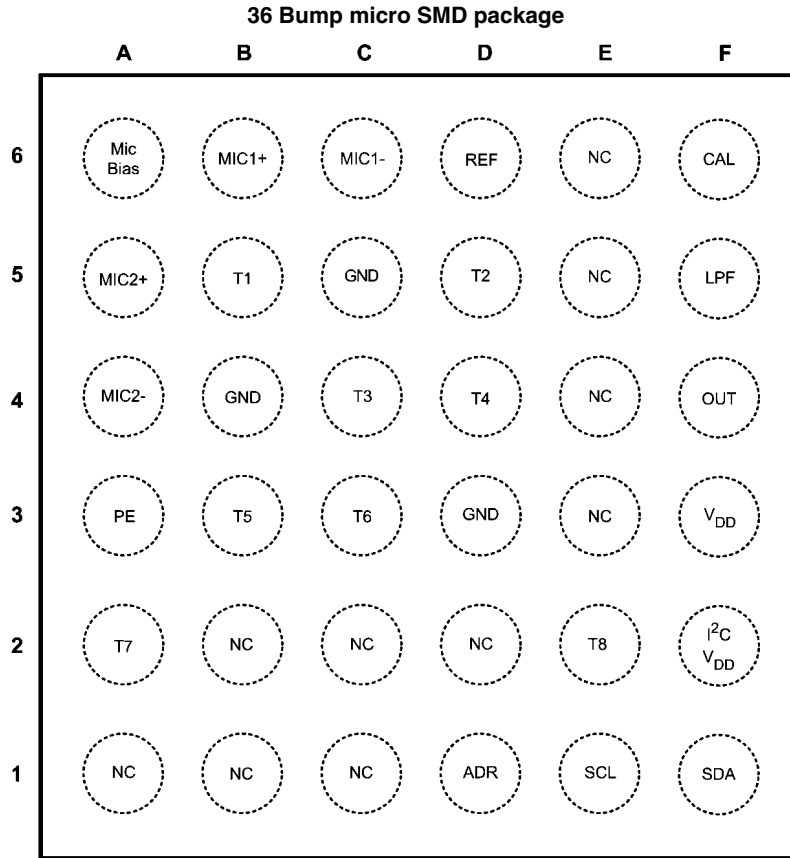 36 Bump micro SMD package
A B C D E F
6 Mic Bias MIC1+ MIC1- REF NC CAL
5 MIC2+ T1 GND T2 NC LPF
4 MIC2- GND T3 T4 NC OUT
3 PE T5 T6 GND NC VDD
2 T7 NC NC NC T8 I²C VDD
1 NC NC NC ADR SCL SDA